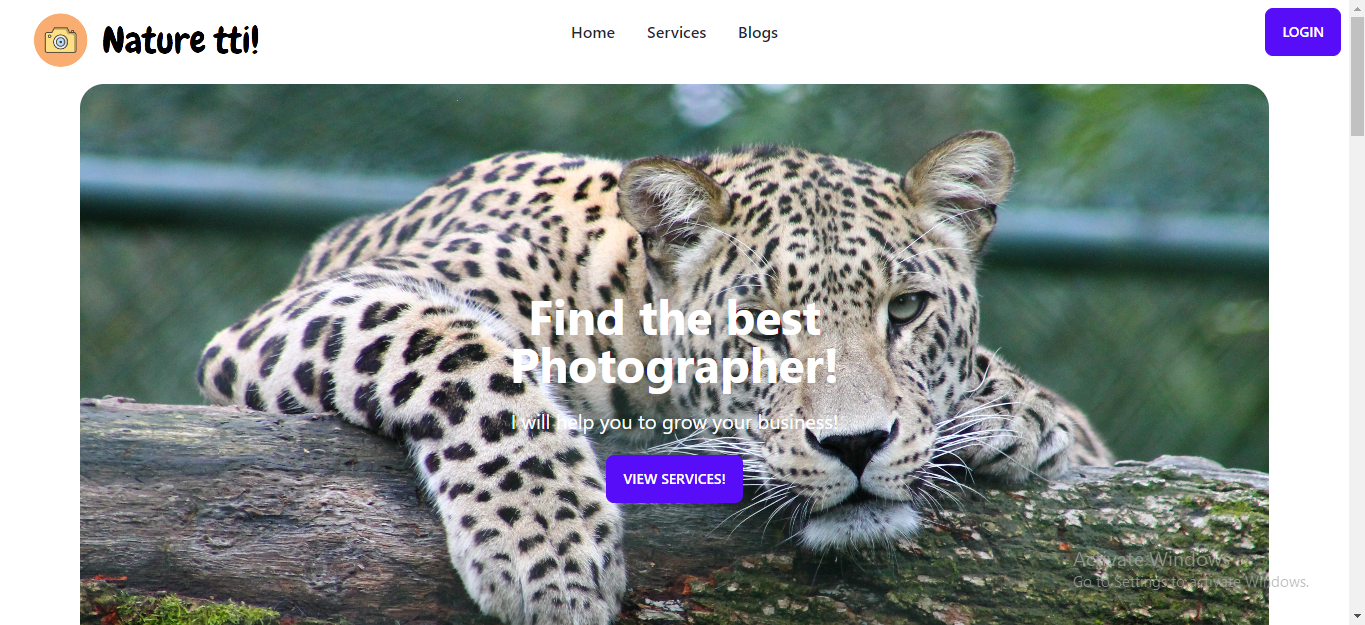 Nature tti!
Home
Services
Blogs
LOGIN
Find the best
Photographer!
I will help you to grow your business!
VIEW SERVICES!
Activate Windows
Go to Settings to activate Windows.